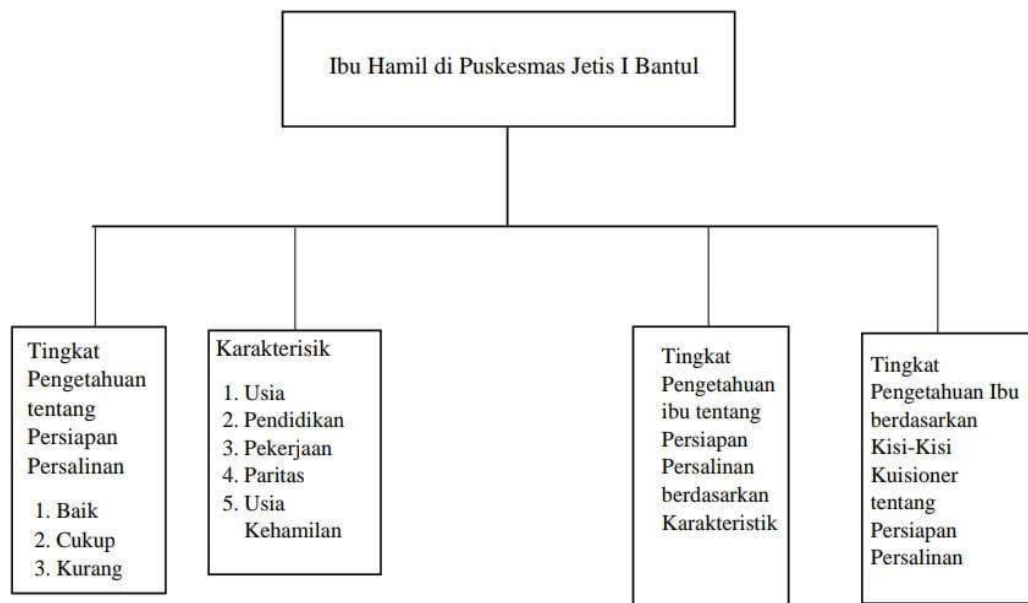 Ibu Hamil di Puskesmas Jetis I Bantul
Tingkat
Pengetahuan
tentang
Persiapan
Persalinan
1. Baik
2. Cukup
3. Kurang
Karakterisik
1. Usia
2. Pendidikan
3. Pekerjaan
4. Paritas
5. Usia
Kehamilan
Tingkat
Pengetahuan
ibu tentang
Persiapan
Persalinan
berdasarkan
Karakteristik
Tingkat
Pengetahuan Ibu
berdasarkan
Kisi-Kisi
Kuisioner
tentang
Persiapan
Persalinan